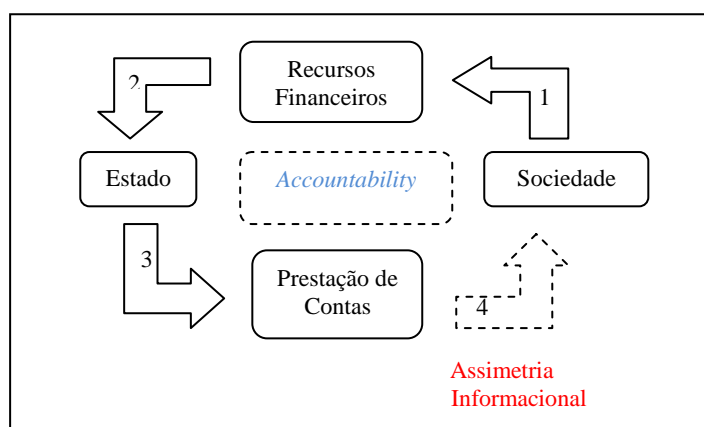 2
Recursos
Financeiros
1
Estado
Accountability
Sociedade
3
Prestação de
Contas
4
Assimetria
Informacional